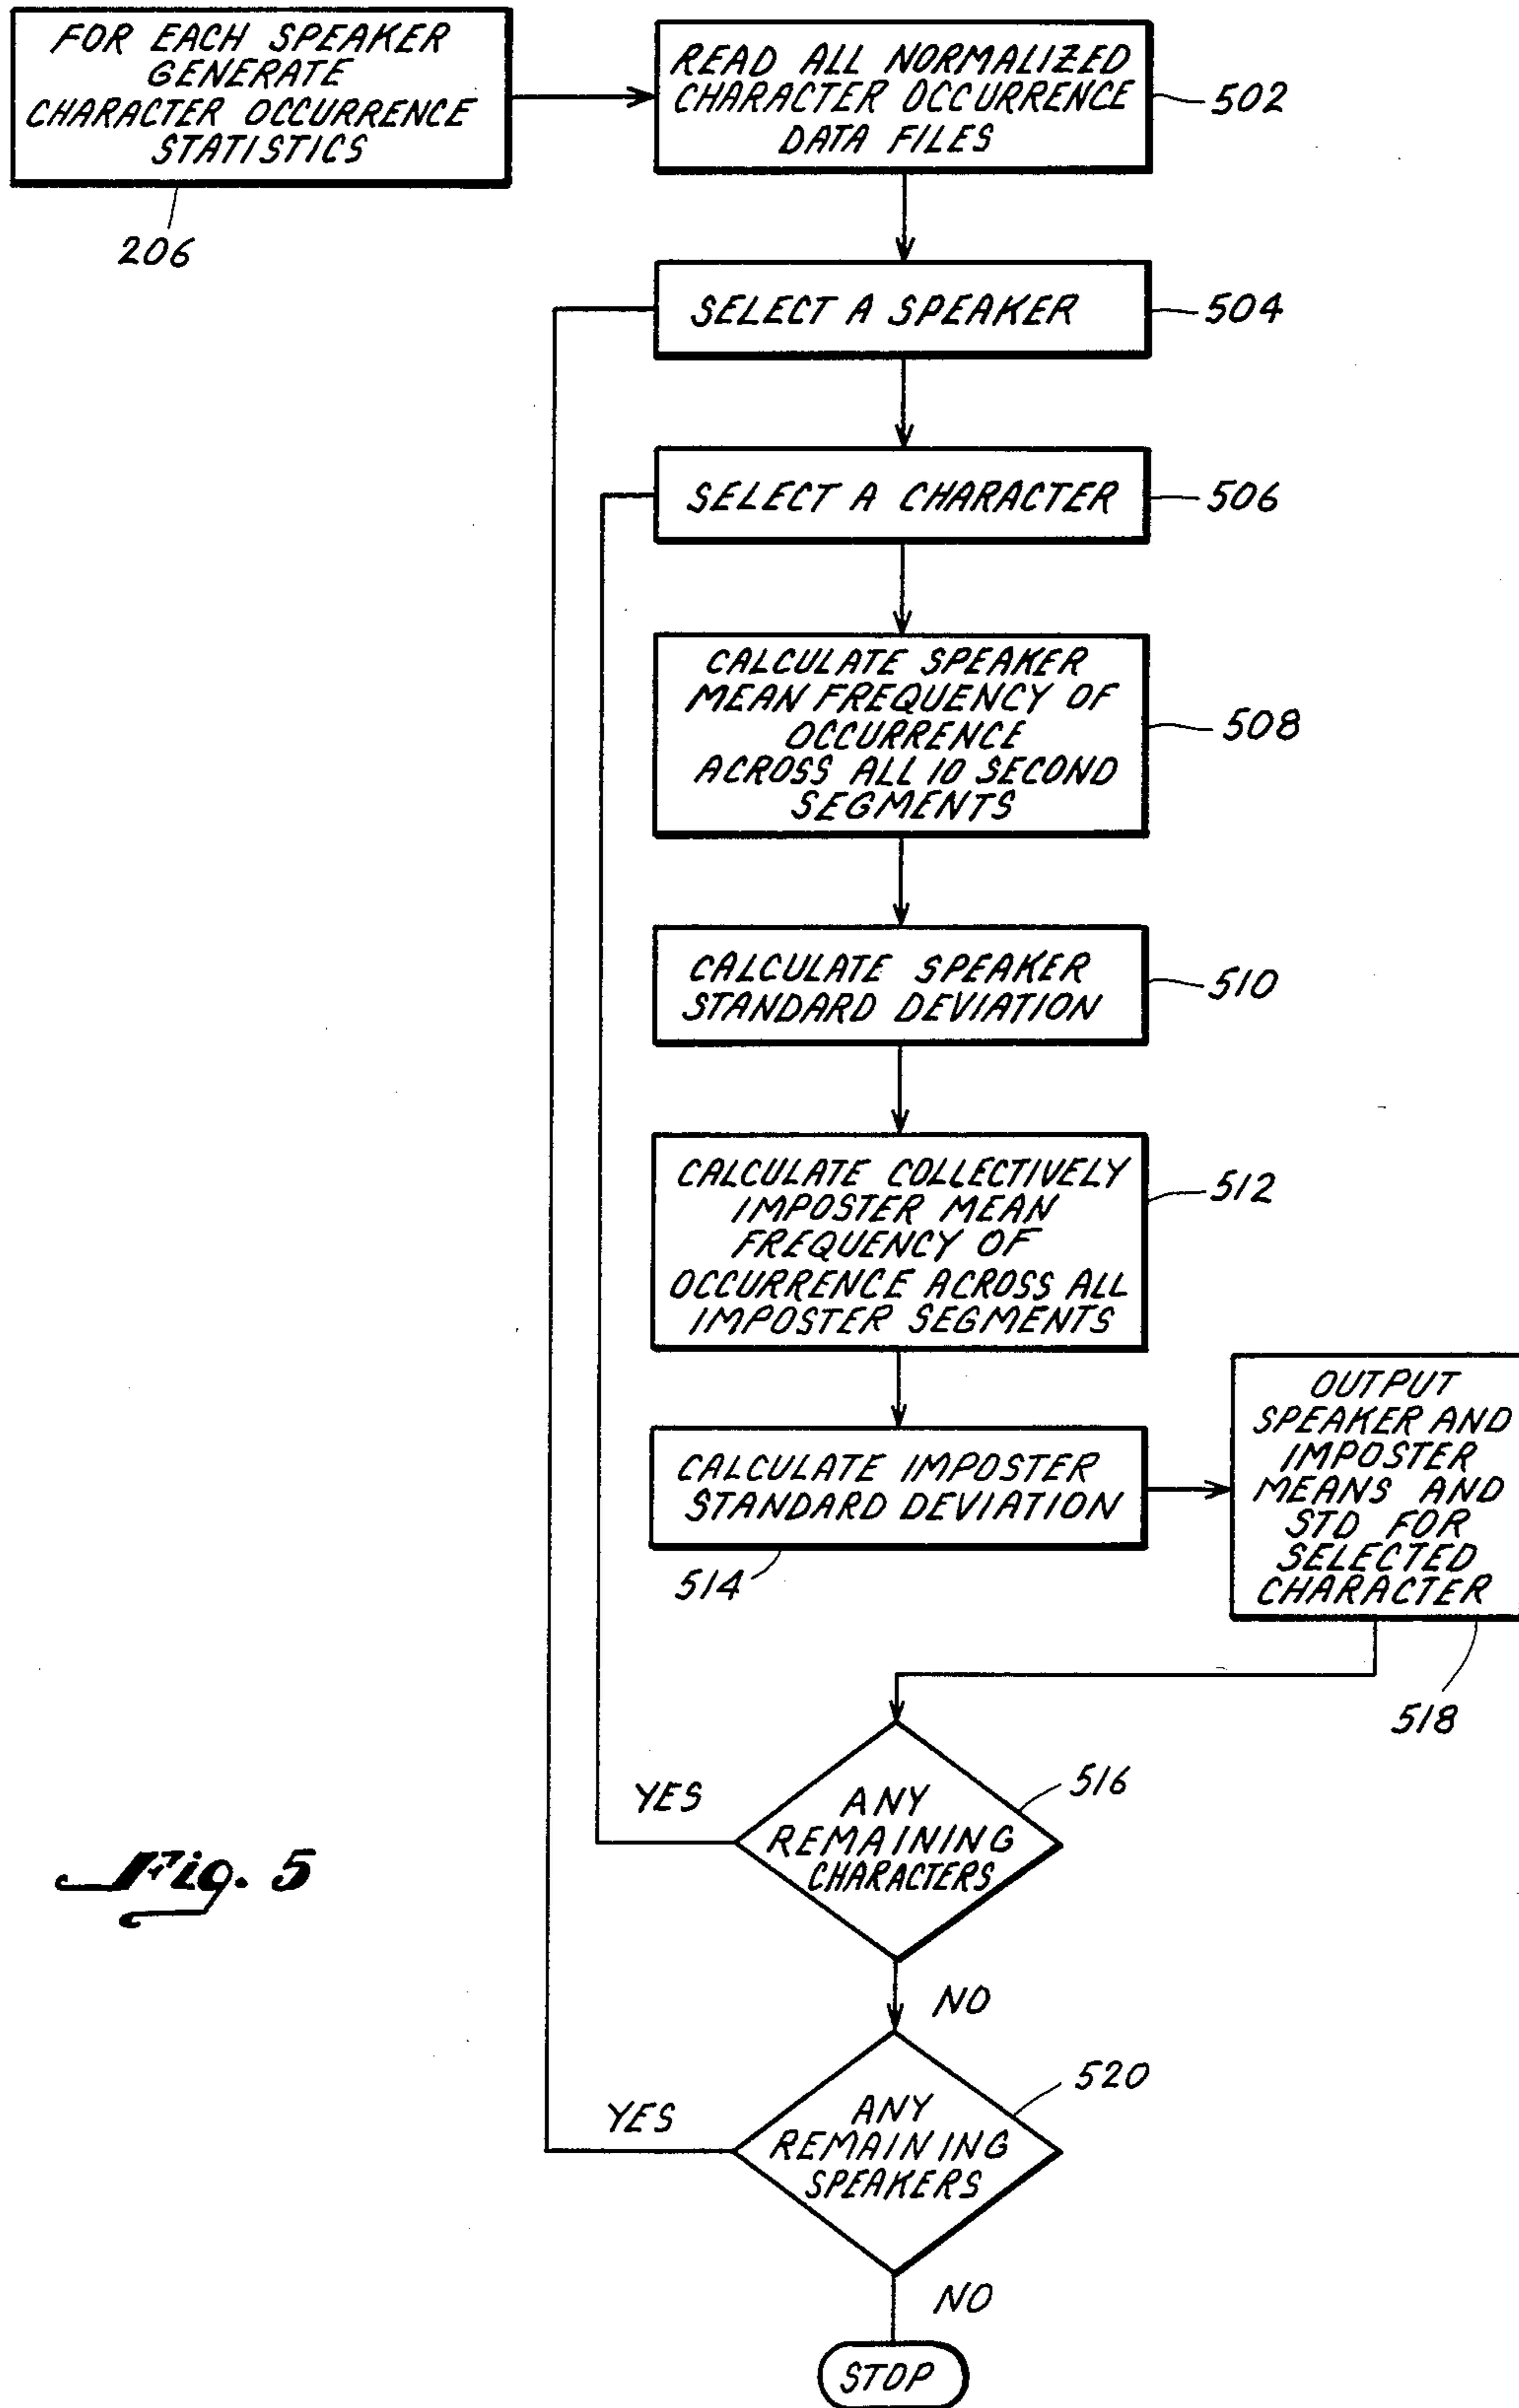 FOR EACH SPEAKER
GENERATE
CHARACTER OCCURRENCE
STATISTICS
206
READ ALL NORMALIZED
CHARACTER OCCURRENCE
DATA FILES
502
SELECT A SPEAKER
504
SELECT A CHARACTER
506
CALCULATE SPEAKER
MEAN FREQUENCY OF
OCCURRENCE
ACROSS ALL 10 SECOND
SEGMENTS
508
CALCULATE SPEAKER
STANDARD DEVIATION
510
CALCULATE COLLECTIVELY
IMPOSTER MEAN
FREQUENCY OF
OCCURRENCE ACROSS ALL
IMPOSTER SEGMENTS
512
CALCULATE IMPOSTER
STANDARD DEVIATION
514
OUTPUT
SPEAKER AND
IMPOSTER
MEANS AND
STD FOR
SELECTED
CHARACTER
518
ANY
REMAINING
CHARACTERS
516
YES
NO
ANY
REMAINING
SPEAKERS
520
YES
NO
STOP
Fig. 5